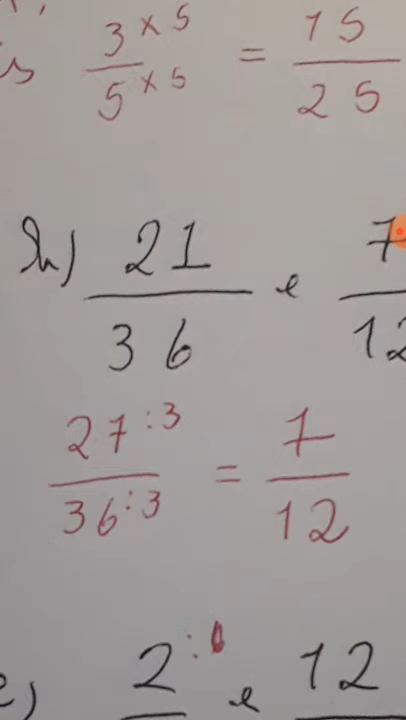 3 × 5 / 5 × 5 = 15 / 25
b) 21 / 36 e 7 / 12
27 : 3 / 36 : 3 = 7 / 12
2 : e 12